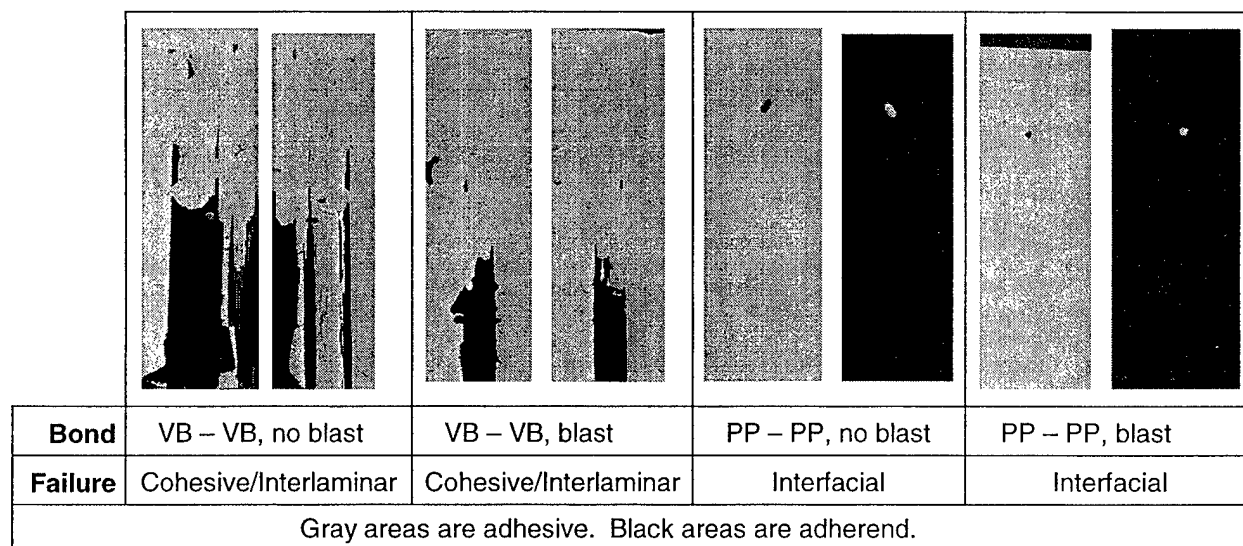 Bond VB – VB, no blast VB – VB, blast PP – PP, no blast PP – PP, blast
Failure Cohesive/Interlaminar Cohesive/Interlaminar Interfacial Interfacial
Gray areas are adhesive. Black areas are adherend.